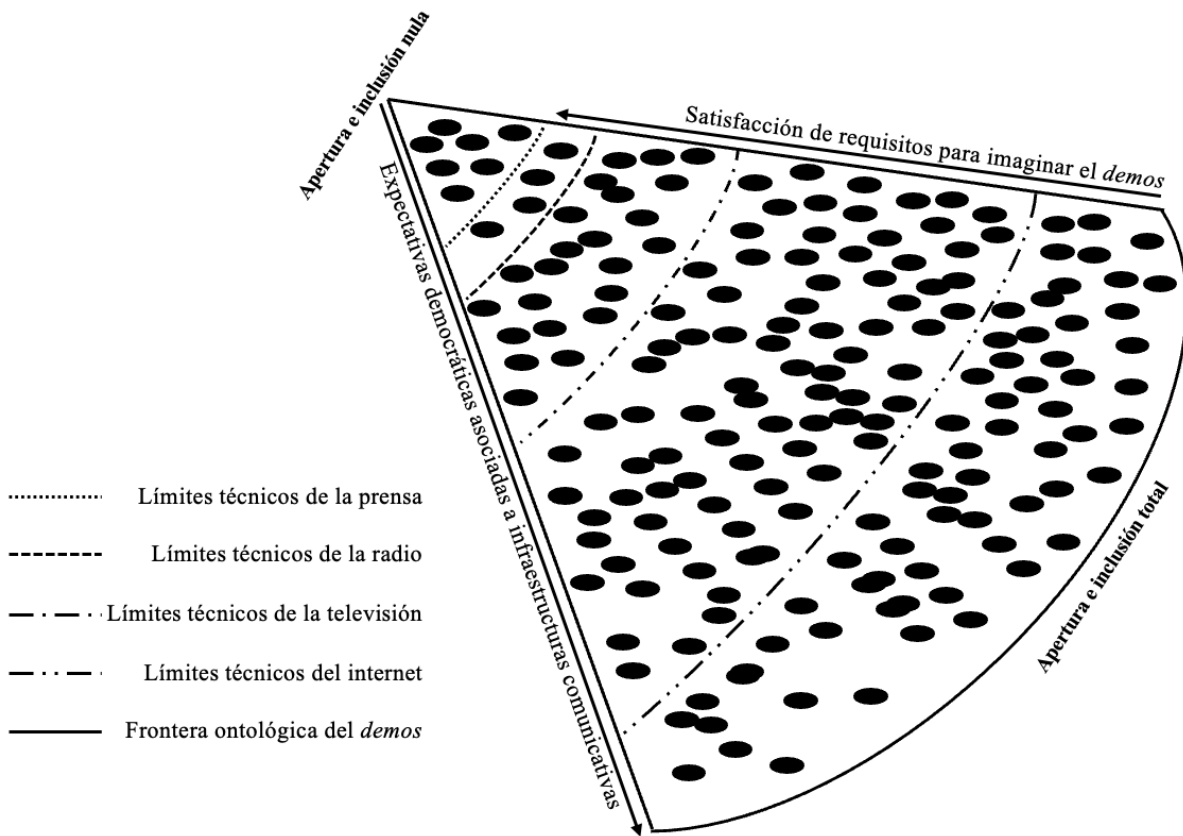 Apertura e inclusión nula
Satisfacción de requisitos para imaginar el demos
Expectativas democráticas asociadas a infraestructuras comunicativas
Apertura e inclusión total
Límites técnicos de la prensa
Límites técnicos de la radio
Límites técnicos de la televisión
Límites técnicos del internet
Frontera ontológica del demos